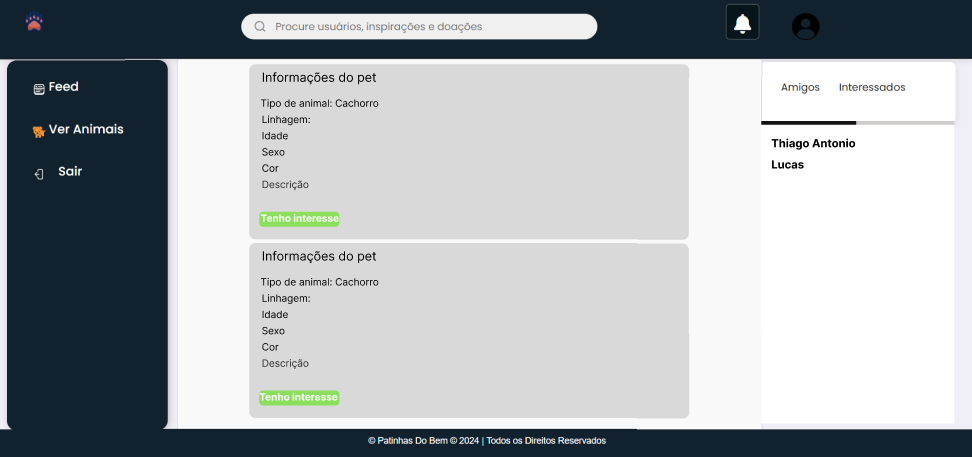 Procure usuários, inspirações e doações
Feed
Ver Animais
Sair
Informações do pet
Tipo de animal: Cachorro
Linhagem:
Idade
Sexo
Cor
Descrição
Tenho interesse
Informações do pet
Tipo de animal: Cachorro
Linhagem:
Idade
Sexo
Cor
Descrição
Tenho interesse
Amigos Interessados
Thiago Antonio
Lucas
© Patinhas Do Bem © 2024 | Todos os Direitos Reservados